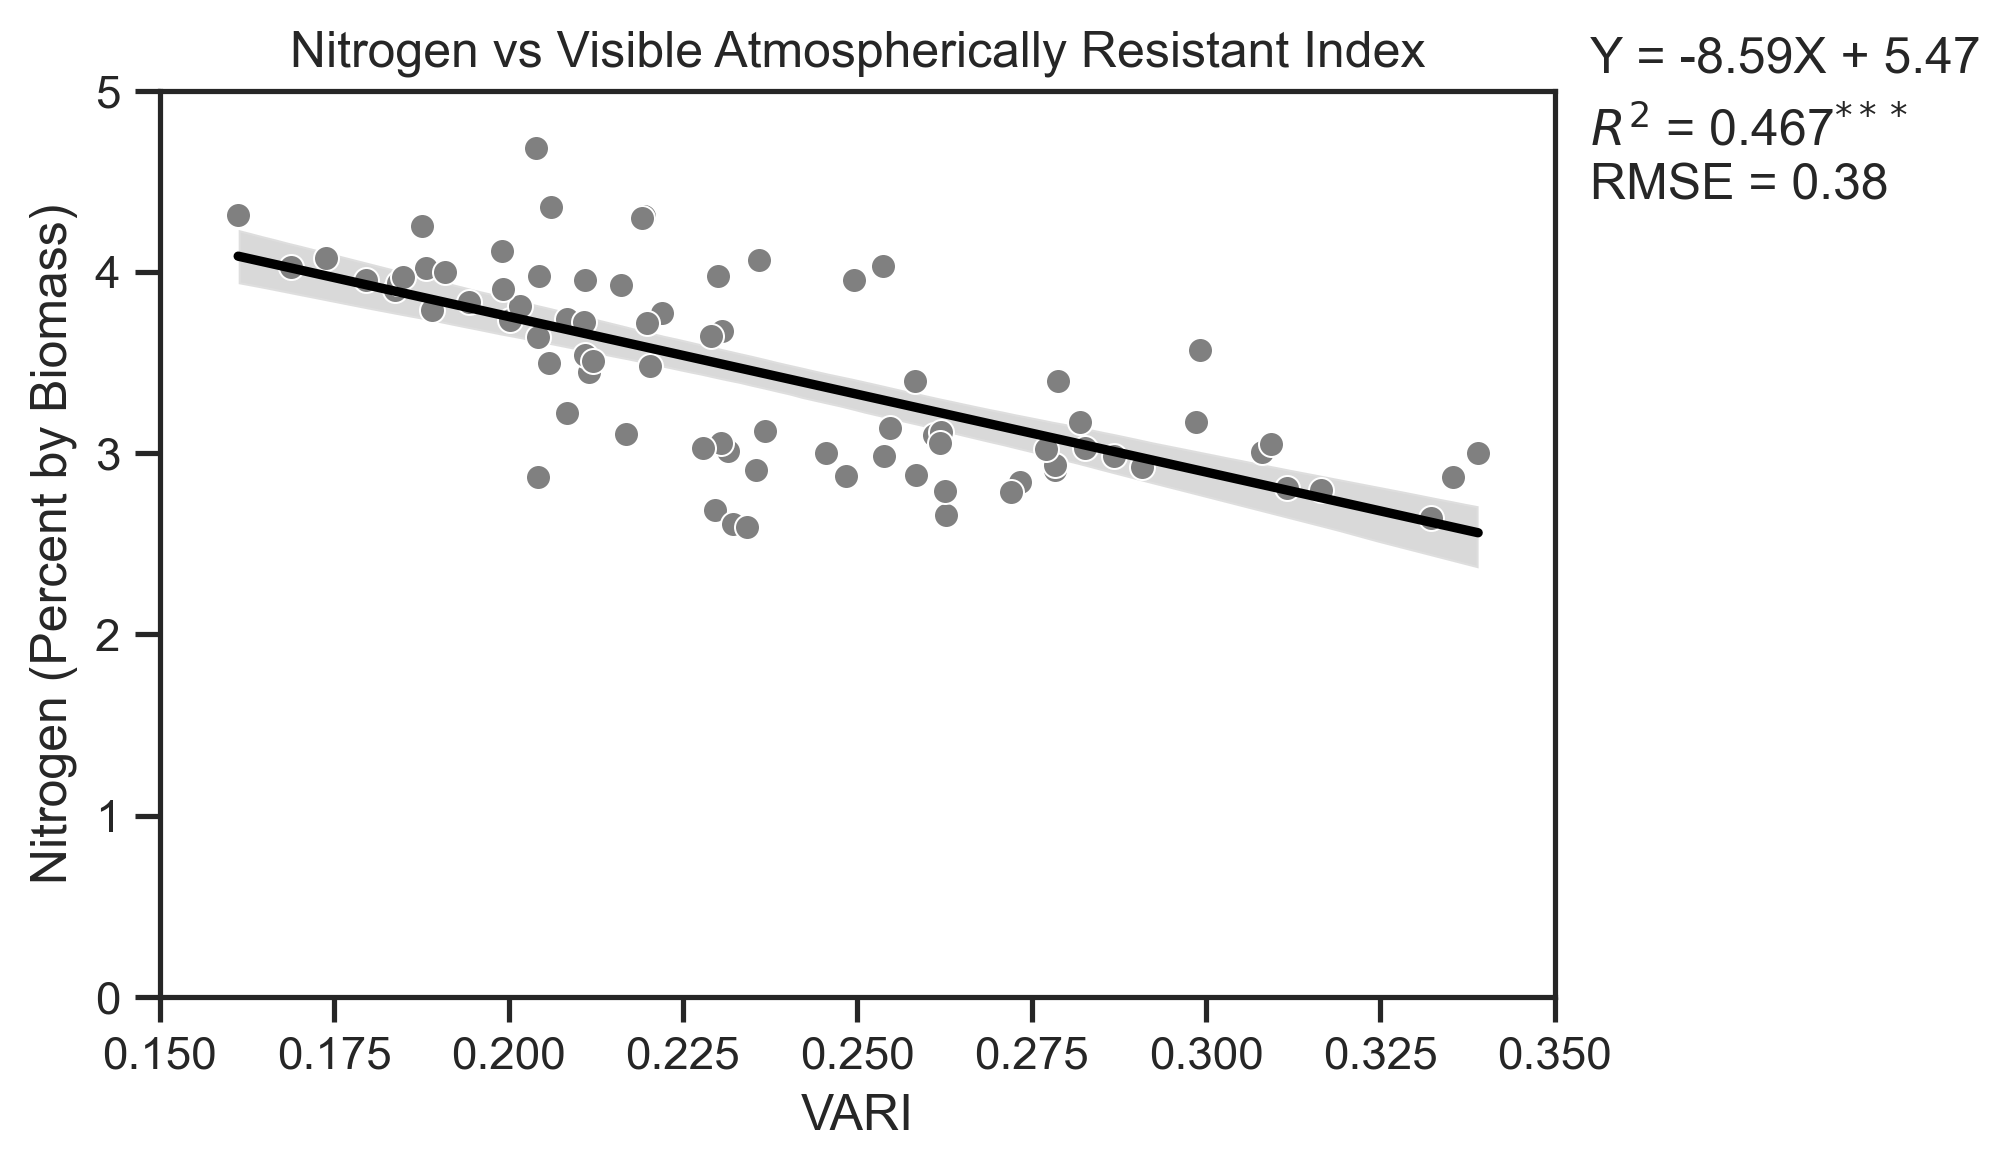 Nitrogen vs Visible Atmospherically Resistant Index
Y = -8.59X + 5.47
R² = 0.467***
RMSE = 0.38
Nitrogen (Percent by Biomass)
5
4
3
2
1
0
0.150 0.175 0.200 0.225 0.250 0.275 0.300 0.325 0.350
VARI